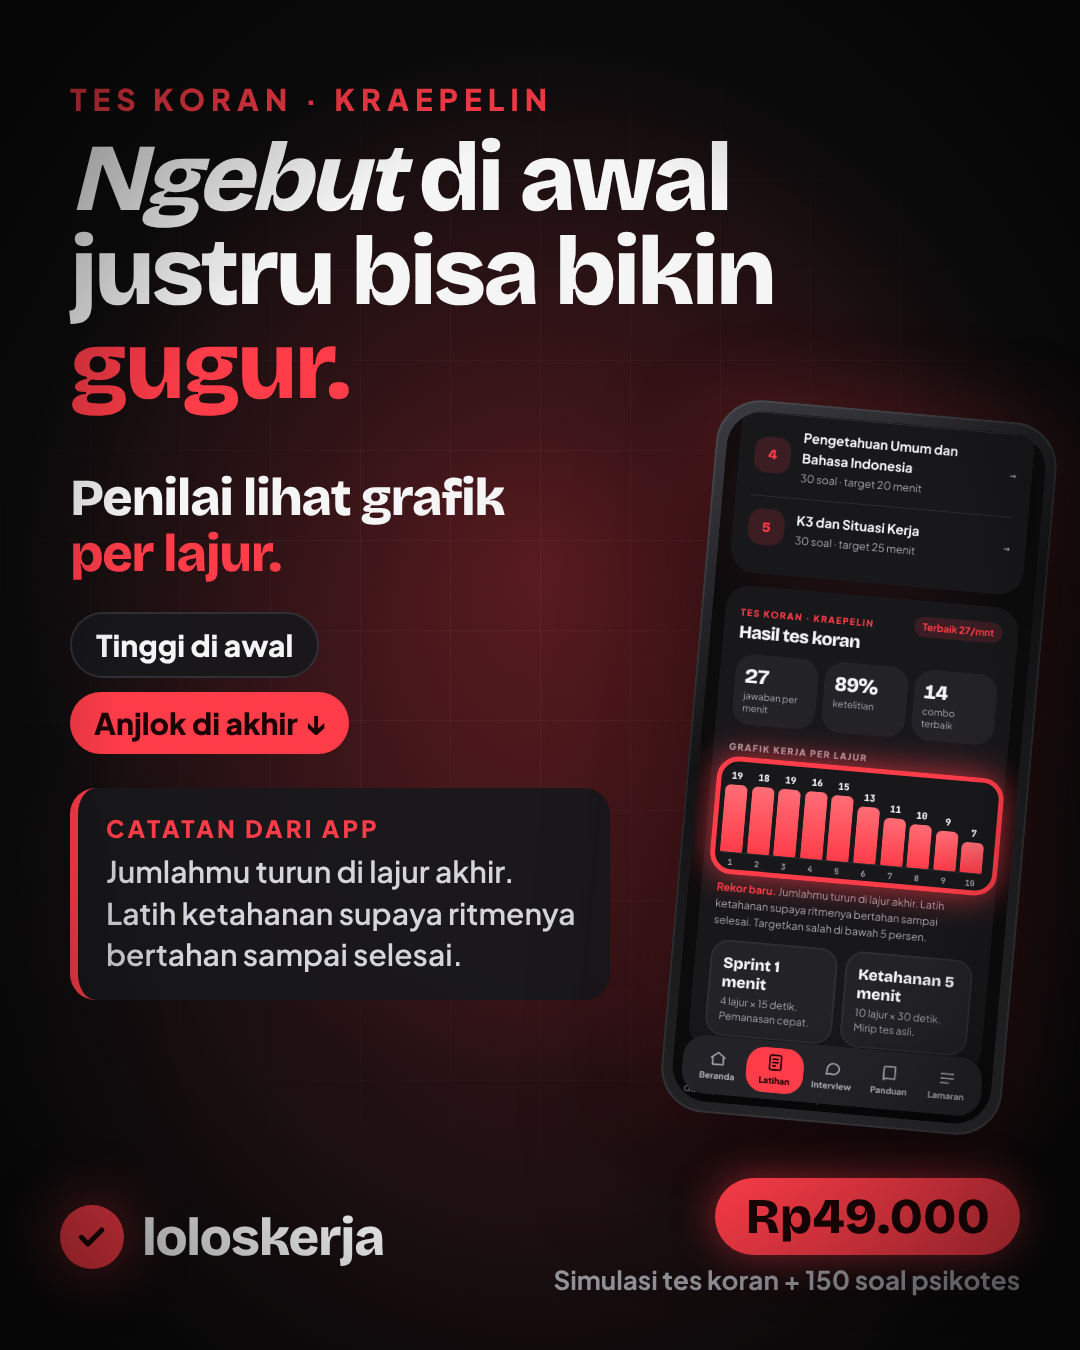 TES KORAN · KRAEPELIN
Ngebut di awal
justru bisa bikin
gugur.
Penilai lihat grafik
per lajur.
Tinggi di awal
Anjlok di akhir ↓
CATATAN DARI APP
Jumlahmu turun di lajur akhir.
Latih ketahanan supaya ritmenya
bertahan sampai selesai.
4
Pengetahuan Umum dan
Bahasa Indonesia
30 soal · target 20 menit
→
5
K3 dan Situasi Kerja
30 soal · target 25 menit
→
TES KORAN · KRAEPELIN
Hasil tes koran
Terbaik 27/mnt
27
jawaban per
menit
89%
ketelitian
14
combo
terbaik
GRAFIK KERJA PER LAJUR
19 18 19 16 15 13 11 10 9 7
1 2 3 4 5 6 7 8 9 10
Rekor baru. Jumlahmu turun di lajur akhir. Latih
ketahanan supaya ritmenya bertahan sampai
selesai. Targetkan salah di bawah 5 persen.
Sprint 1
menit
4 lajur × 15 detik.
Pemanasan cepat.
Ketahanan 5
menit
10 lajur × 30 detik.
Mirip tes asli.
Beranda
Latihan
Interview
Panduan
Lamaran
loloskerja
Rp49.000
Simulasi tes koran + 150 soal psikotes